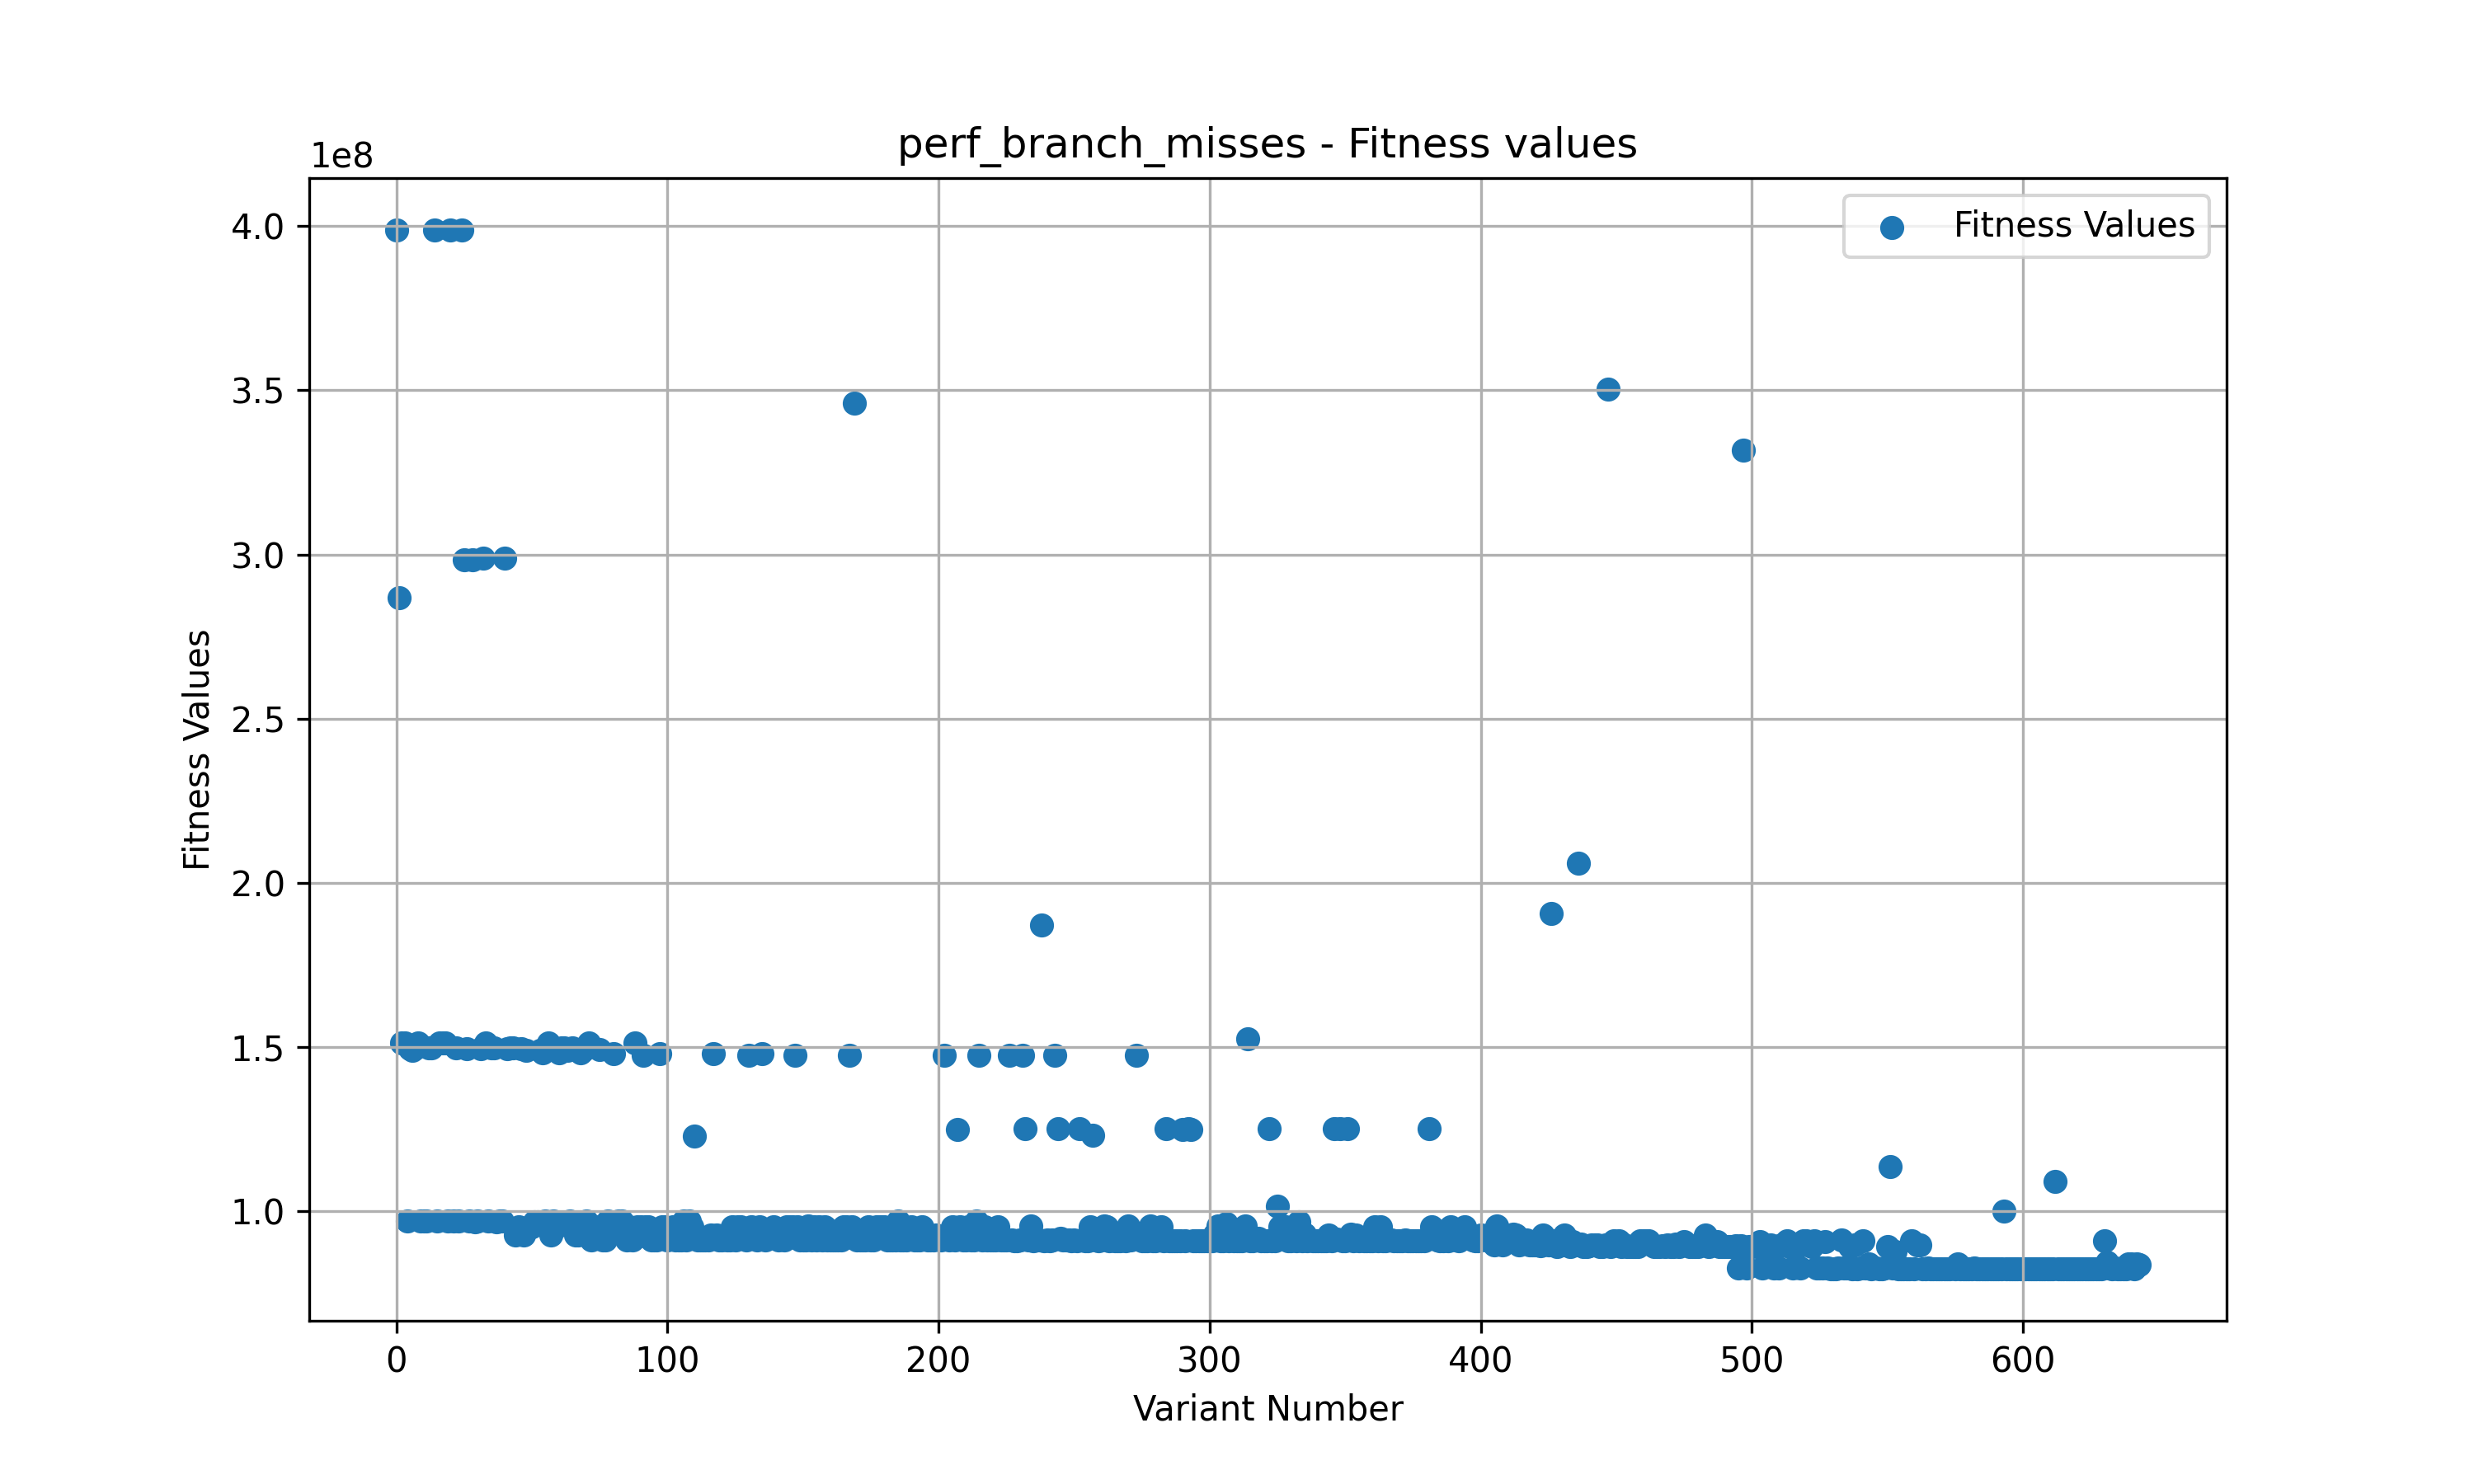 perf_branch_misses - Fitness values
1e8
Fitness Values
4.0
3.5
3.0
2.5
2.0
1.5
1.0
Fitness Values
0 100 200 300 400 500 600
Variant Number